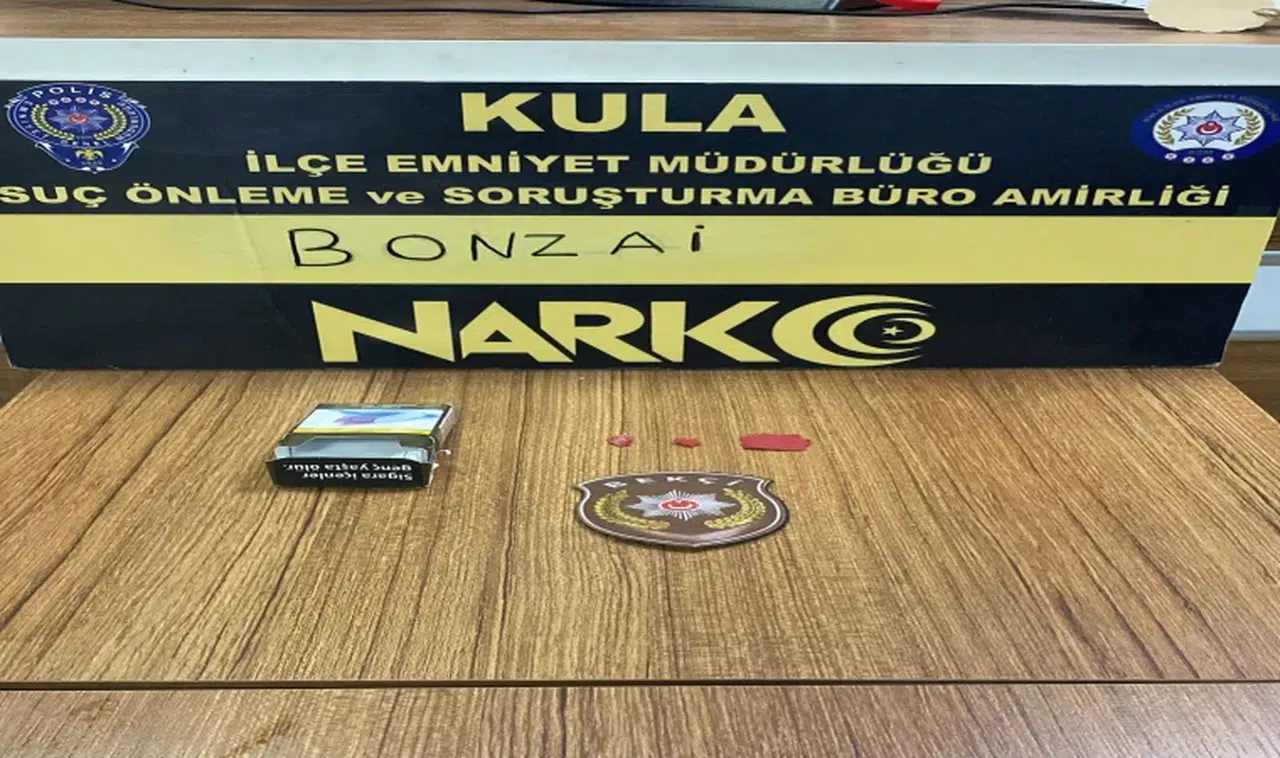 POLİS
KULA
İLÇE EMNİYET MÜDÜRLÜĞÜ
SUÇ ÖNLEME ve SORUŞTURMA BÜRO AMİRLİĞİ
BONZAİ
NARKO
Sigara içenler
genç yaşta ölür.
BEKÇİ